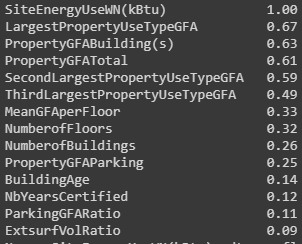 SiteEnergyUseWN(kBtu) 1.00
LargestPropertyUseTypeGFA 0.67
PropertyGFABuilding(s) 0.63
PropertyGFATotal 0.61
SecondLargestPropertyUseTypeGFA 0.59
ThirdLargestPropertyUseTypeGFA 0.49
MeanGFAperFloor 0.33
NumberofFloors 0.32
NumberofBuildings 0.26
PropertyGFAParking 0.25
BuildingAge 0.14
NbYearsCertified 0.12
ParkingGFARatio 0.11
ExtsurfVolRatio 0.09